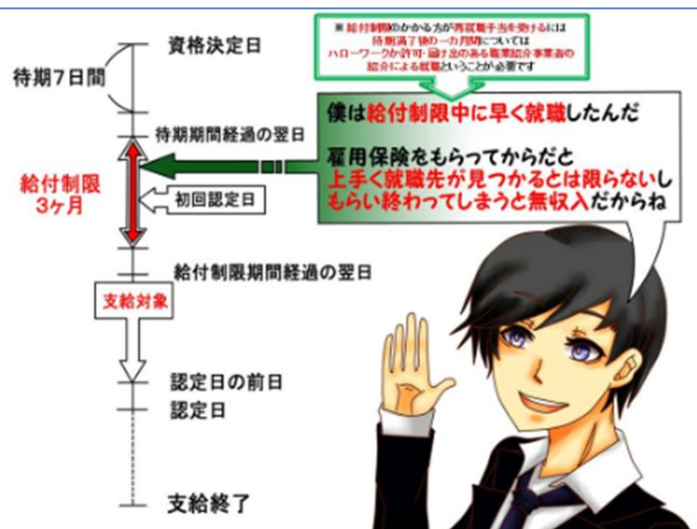 資格決定日
待期7日間
待期期間経過の翌日
給付制限
3ヶ月
初回認定日
給付制限期間経過の翌日
支給対象
認定日の前日
認定日
支給終了
※ 給付制限のかかる方が再就職手当を受けるには
待期満了後の一カ月間については
ハローワークか許可・届け出のある職業紹介事業者の
紹介による就職ということが必要です
僕は給付制限中に早く就職したんだ
雇用保険をもらってからだと
上手く就職先が見つかるとは限らないし
もらい終わってしまうと無収入だからね